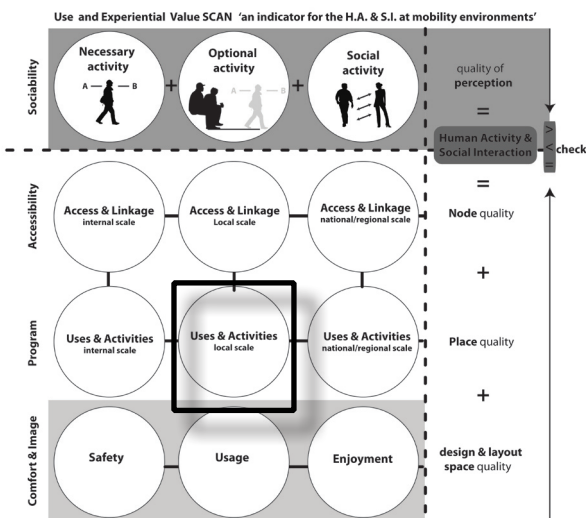 Use and Experiential Value SCAN 'an indicator for the H.A. & S.I. at mobility environments'
Sociability
Necessary
activity
A B
+
Optional
activity
A B
+
Social
activity
quality of
perception
=
Human Activity &
Social Interaction
>
<
=
check
=
Accessibility
Access & Linkage
internal scale
Access & Linkage
Local scale
Access & Linkage
national/regional scale
Node quality
+
Program
Uses & Activities
internal scale
Uses & Activities
local scale
Uses & Activities
national/regional scale
Place quality
+
Comfort & Image
Safety
Usage
Enjoyment
design & layout
space quality